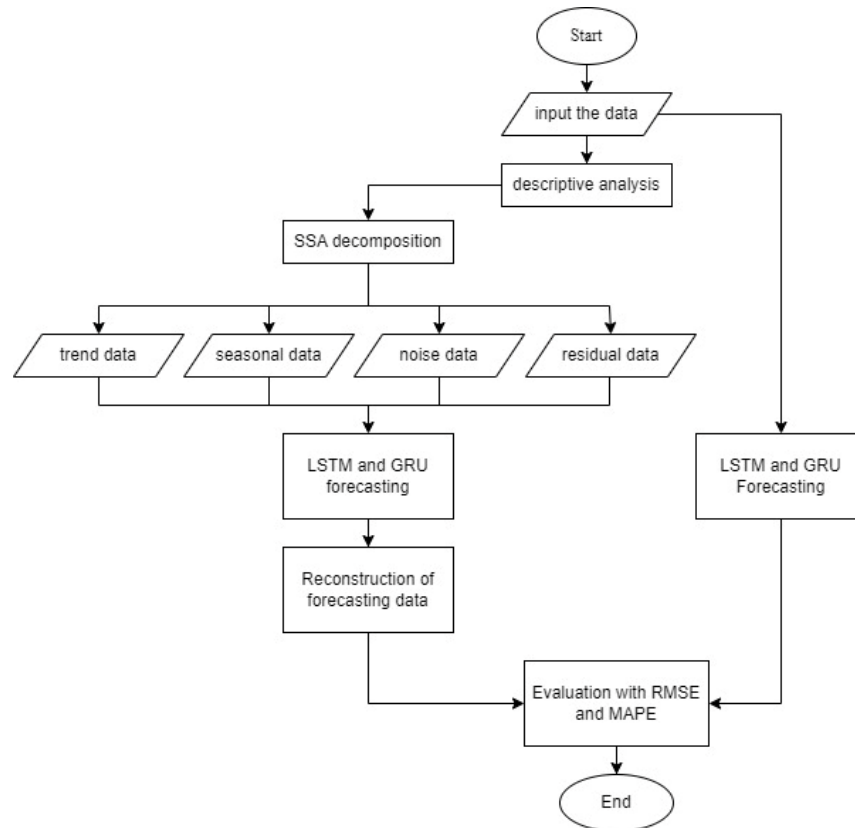 Start
input the data
descriptive analysis
SSA decomposition
trend data
seasonal data
noise data
residual data
LSTM and GRU
forecasting
LSTM and GRU
Forecasting
Reconstruction of
forecasting data
Evaluation with RMSE
and MAPE
End